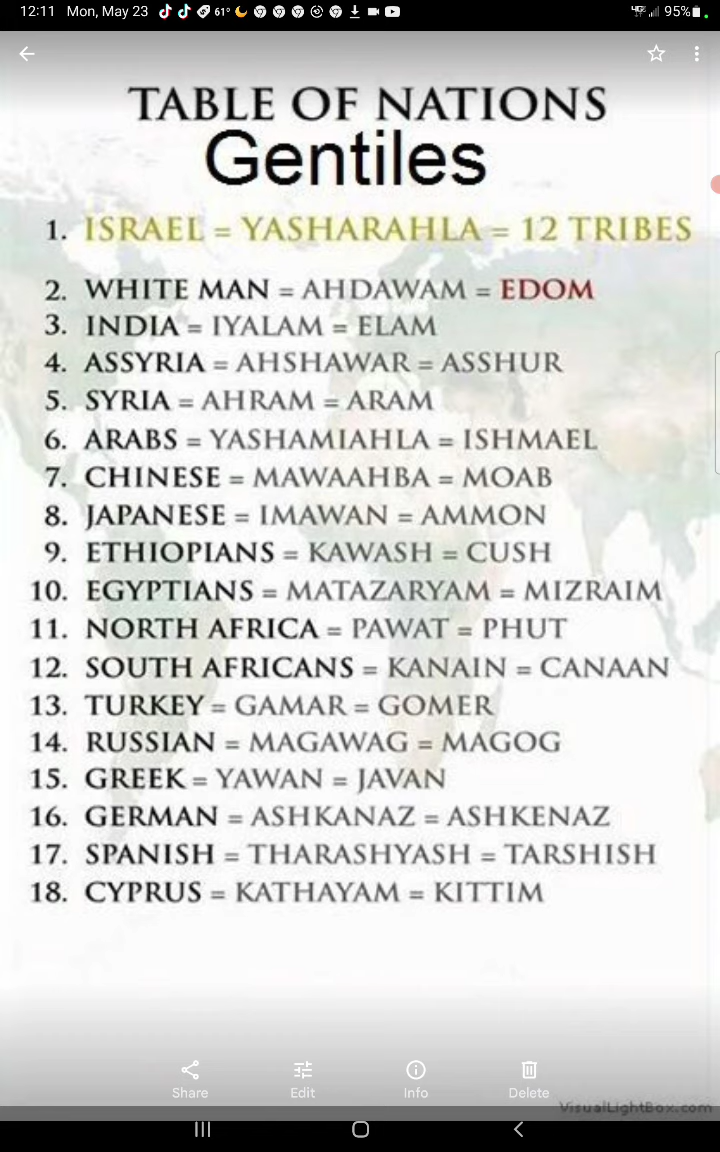 12:11 Mon, May 23 61° 95%
TABLE OF NATIONS
Gentiles
1. ISRAEL = YASHARAHLA = 12 TRIBES
2. WHITE MAN = AHDAWAM = EDOM
3. INDIA = IYALAM = ELAM
4. ASSYRIA = AHSHAWAR = ASSHUR
5. SYRIA = AHRAM = ARAM
6. ARABS = YASHAMIAHLA = ISHMAEL
7. CHINESE = MAWAAHBA = MOAB
8. JAPANESE = IMAWAN = AMMON
9. ETHIOPIANS = KAWASH = CUSH
10. EGYPTIANS = MATAZARYAM = MIZRAIM
11. NORTH AFRICA = PAWAT = PHUT
12. SOUTH AFRICANS = KANAIN = CANAAN
13. TURKEY = GAMAR = GOMER
14. RUSSIAN = MAGAWAG = MAGOG
15. GREEK = YAWAN = JAVAN
16. GERMAN = ASHKANAZ = ASHKENAZ
17. SPANISH = THARASHYASH = TARSHISH
18. CYPRUS = KATHAYAM = KITTIM
Share Edit Info Delete
VisualLightBox.com